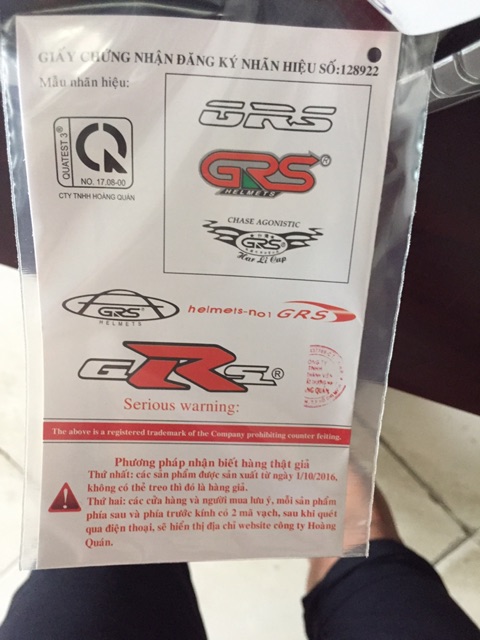 GIẤY CHỨNG NHẬN ĐĂNG KÝ NHÃN HIỆU SỐ:128922
Mẫu nhãn hiệu:
QUATEST 3®
NO. 17.08-00
CTY TNHH HOÀNG QUÂN
GRS
GRS®
HELMETS
CHASE AGONISTIC
GRS®
Har Li Cup
GRS
HELMETS
helmets-no1 GRS
GRS®
Serious warning:
The above is a registered trademark of the Company prohibiting counter feiting.
Phương pháp nhận biết hàng thật giả
Thứ nhất: các sản phẩm được sản xuất từ ngày 1/10/2016,
không có thẻ treo thì đó là hàng giả.
Thứ hai: các cửa hàng và người mua lưu ý, mỗi sản phẩm
phía sau và phía trước kính có 2 mã vạch, sau khi quét
qua điện thoại, sẽ hiển thị địa chỉ website công ty Hoàng
Quân.